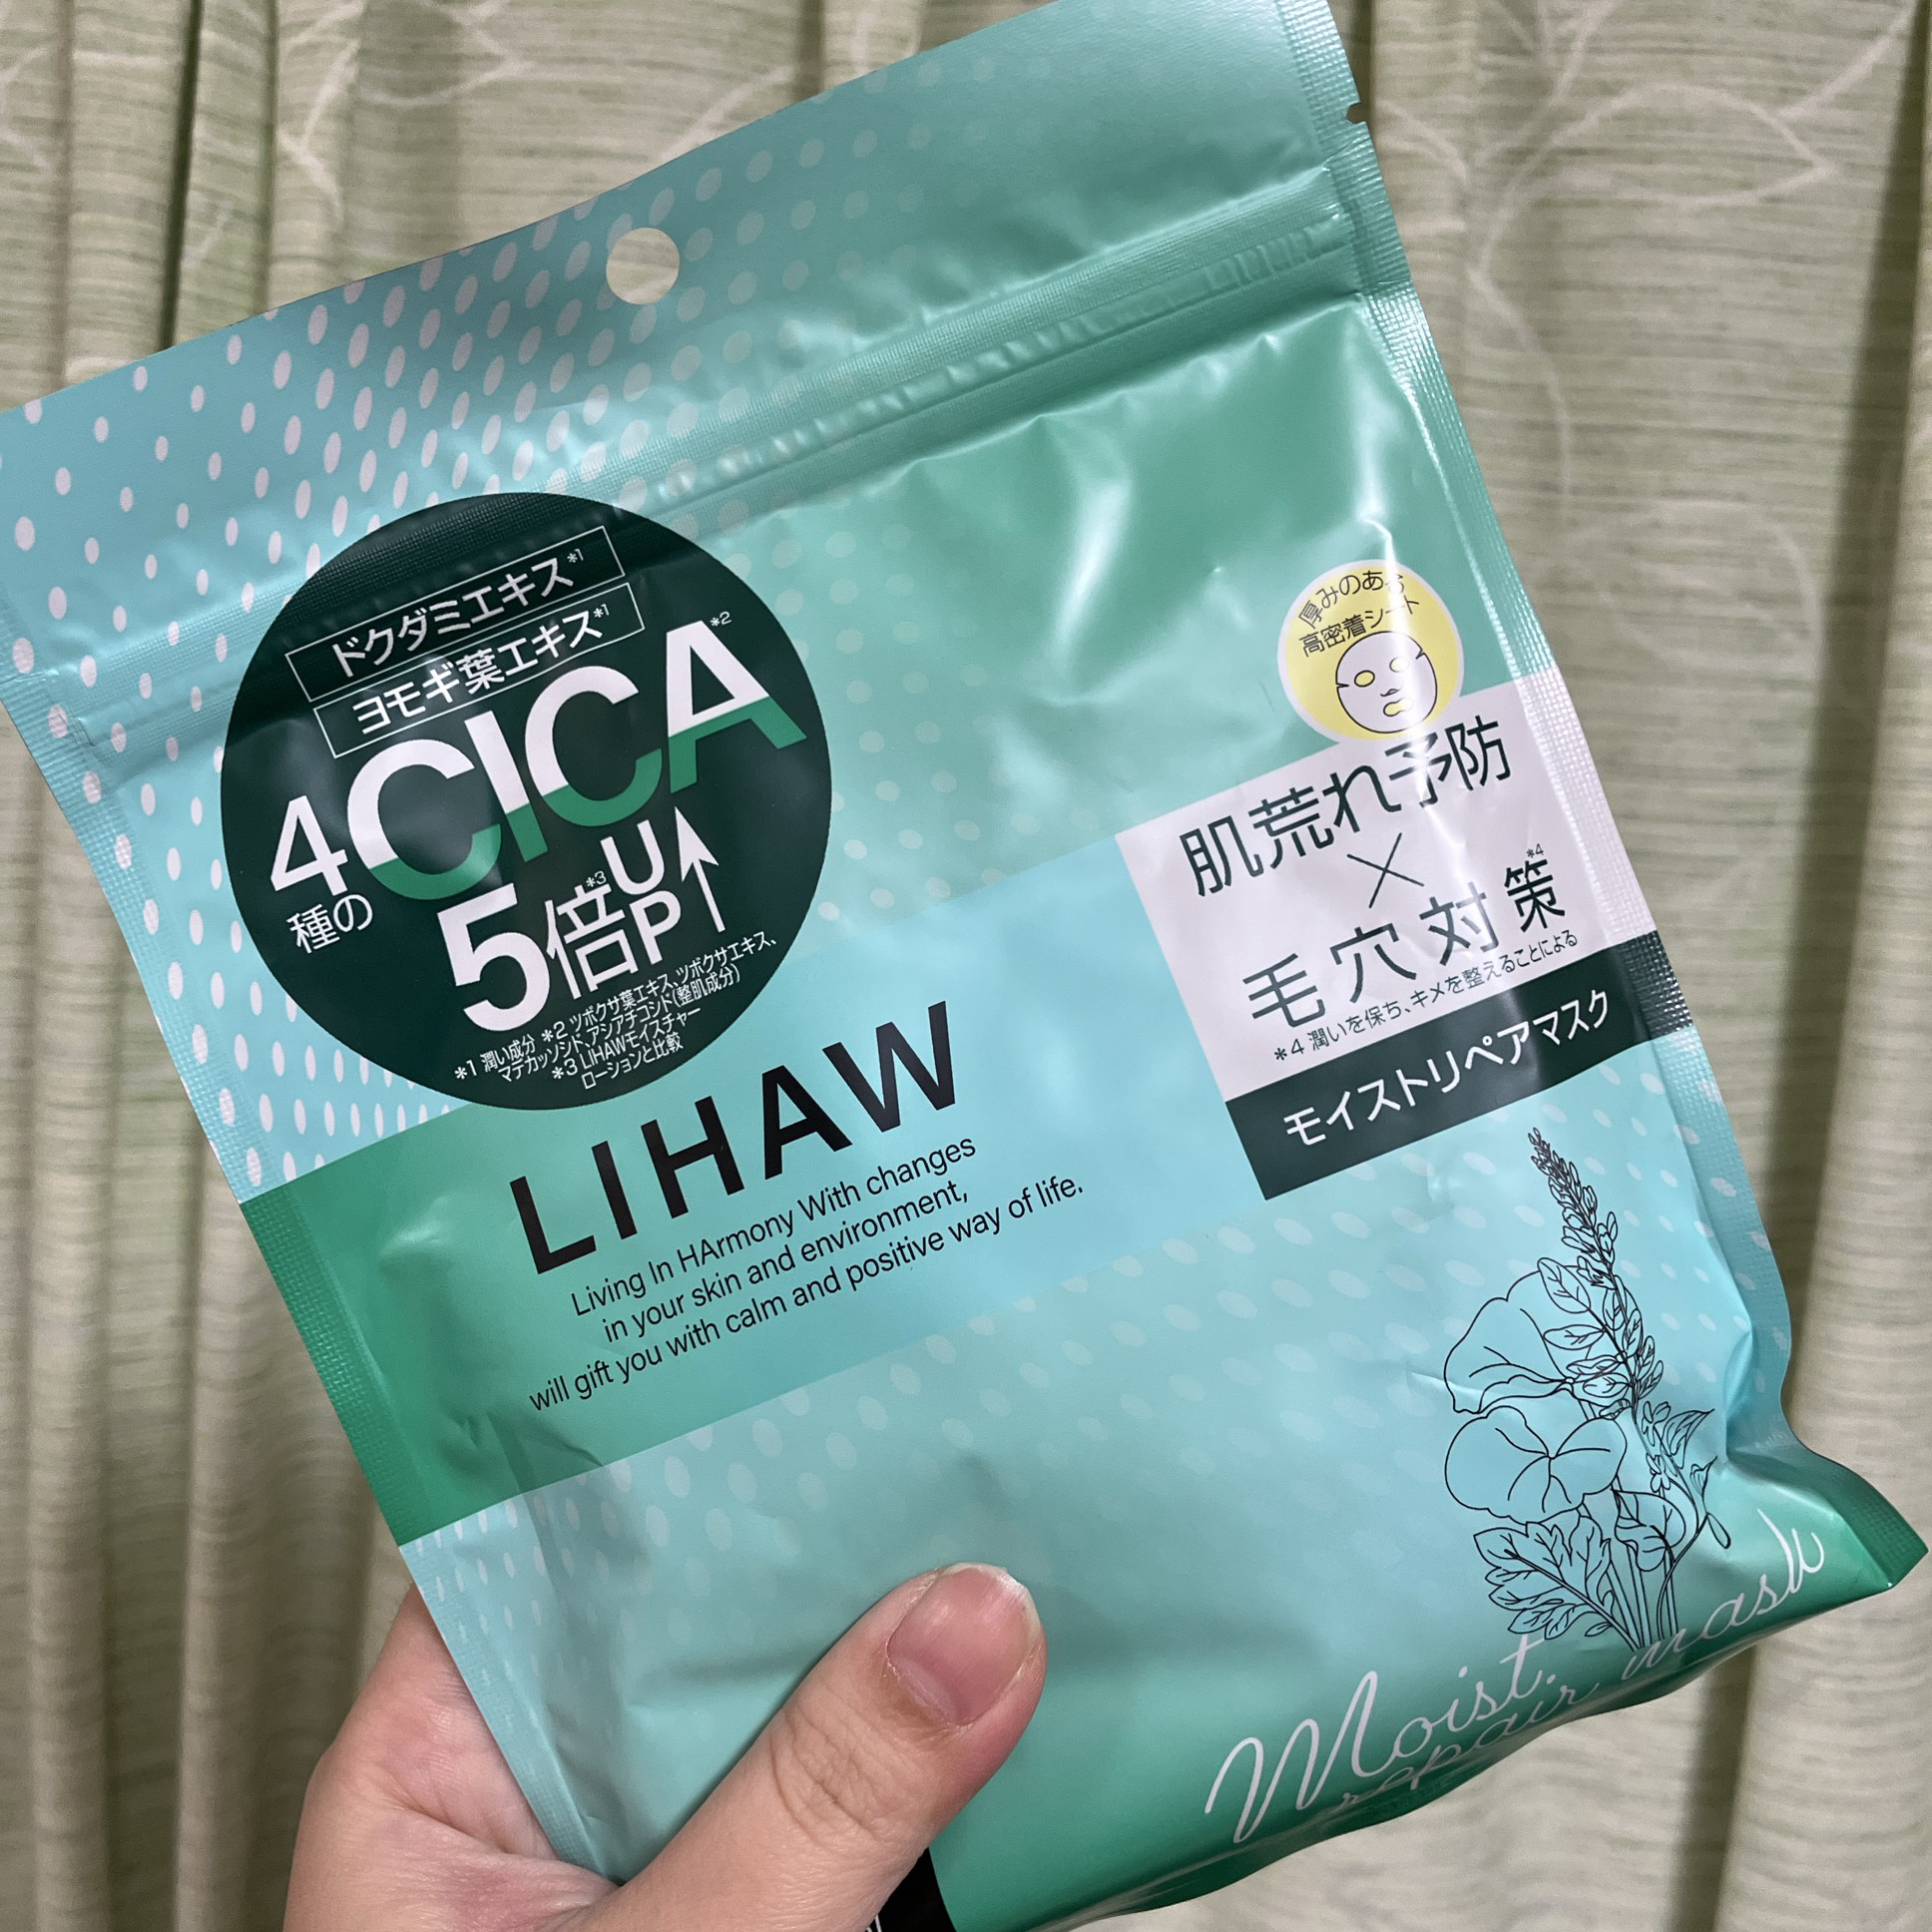 ドクダミエキス*1
ヨモギ葉エキス*1
4種のCICA*2
5倍*3UP↑
*1 潤い成分 *2 ツボクサ葉エキス、ツボクサエキス、
マデカッソシド、アシアチコシド(整肌成分)
*3 LiHAWモイスチャー
ローションと比較
厚みのある
高密着シート
肌荒れ予防
×
毛穴対策*4
*4 潤いを保ち、キメを整えることによる
モイストリペアマスク
LIHAW
Living In HArmony With changes
in your skin and environment,
will gift you with calm and positive way of life.
Moist.
repair mask